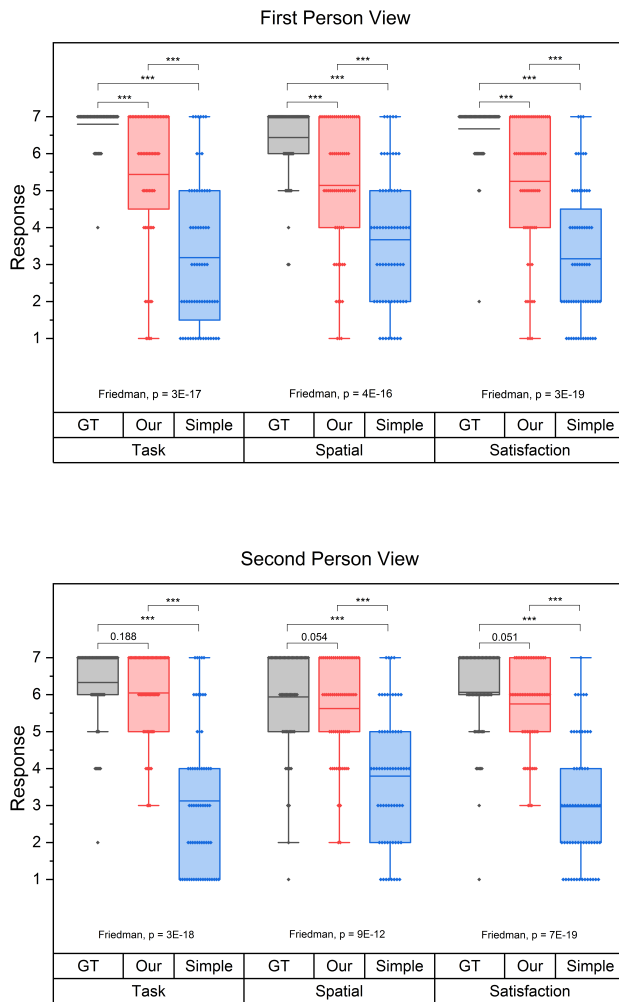 First Person View
***
***
***
***
***
***
***
***
***
7
6
5
4
3
2
1
Response
Friedman, p = 3E-17
Friedman, p = 4E-16
Friedman, p = 3E-19
GT Our Simple GT Our Simple GT Our Simple
Task Spatial Satisfaction
Second Person View
***
***
***
***
***
***
0.188
0.054
0.051
7
6
5
4
3
2
1
Response
Friedman, p = 3E-18
Friedman, p = 9E-12
Friedman, p = 7E-19
GT Our Simple GT Our Simple GT Our Simple
Task Spatial Satisfaction